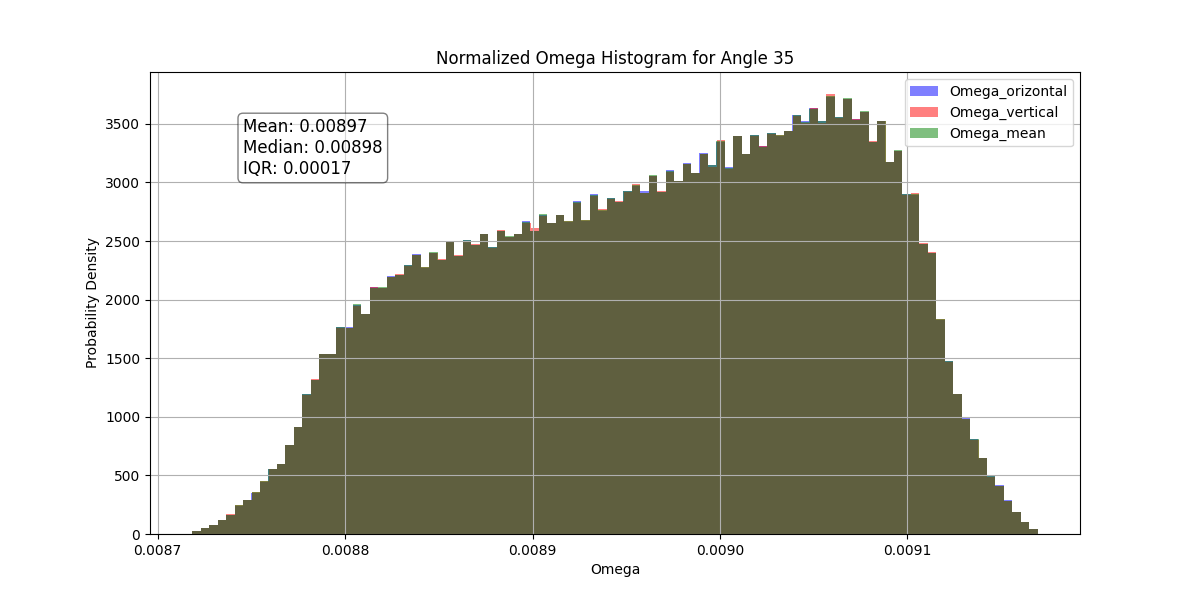 Normalized Omega Histogram for Angle 35
Mean: 0.00897
Median: 0.00898
IQR: 0.00017
Omega_orizontal
Omega_vertical
Omega_mean
Probability Density
3500
3000
2500
2000
1500
1000
500
0
0.0087 0.0088 0.0089 0.0090 0.0091
Omega